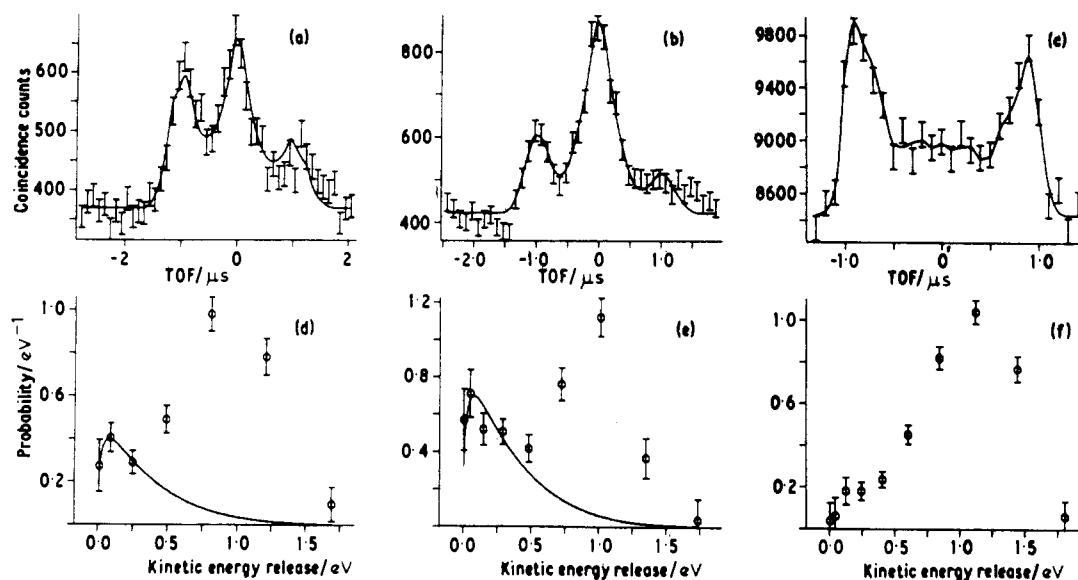 (a)
600
500
400
-2
0
2
TOF/μs
Coincidence counts
(b)
800
600
400
-2·0
-1·0
0
1·0
TOF/μs
(c)
9800
9400
9000
8600
-1·0
0
1·0
TOF/μs
(d)
1·0
0·6
0·2
0·0
0·5
1·0
1·5
Kinetic energy release/eV
Probability/eV⁻¹
(e)
1·2
0·8
0·4
0·0
0·5
1·0
1·5
Kinetic energy release/eV
(f)
1·0
0·6
0·2
0·0
0·5
1·0
1·5
Kinetic energy release/eV